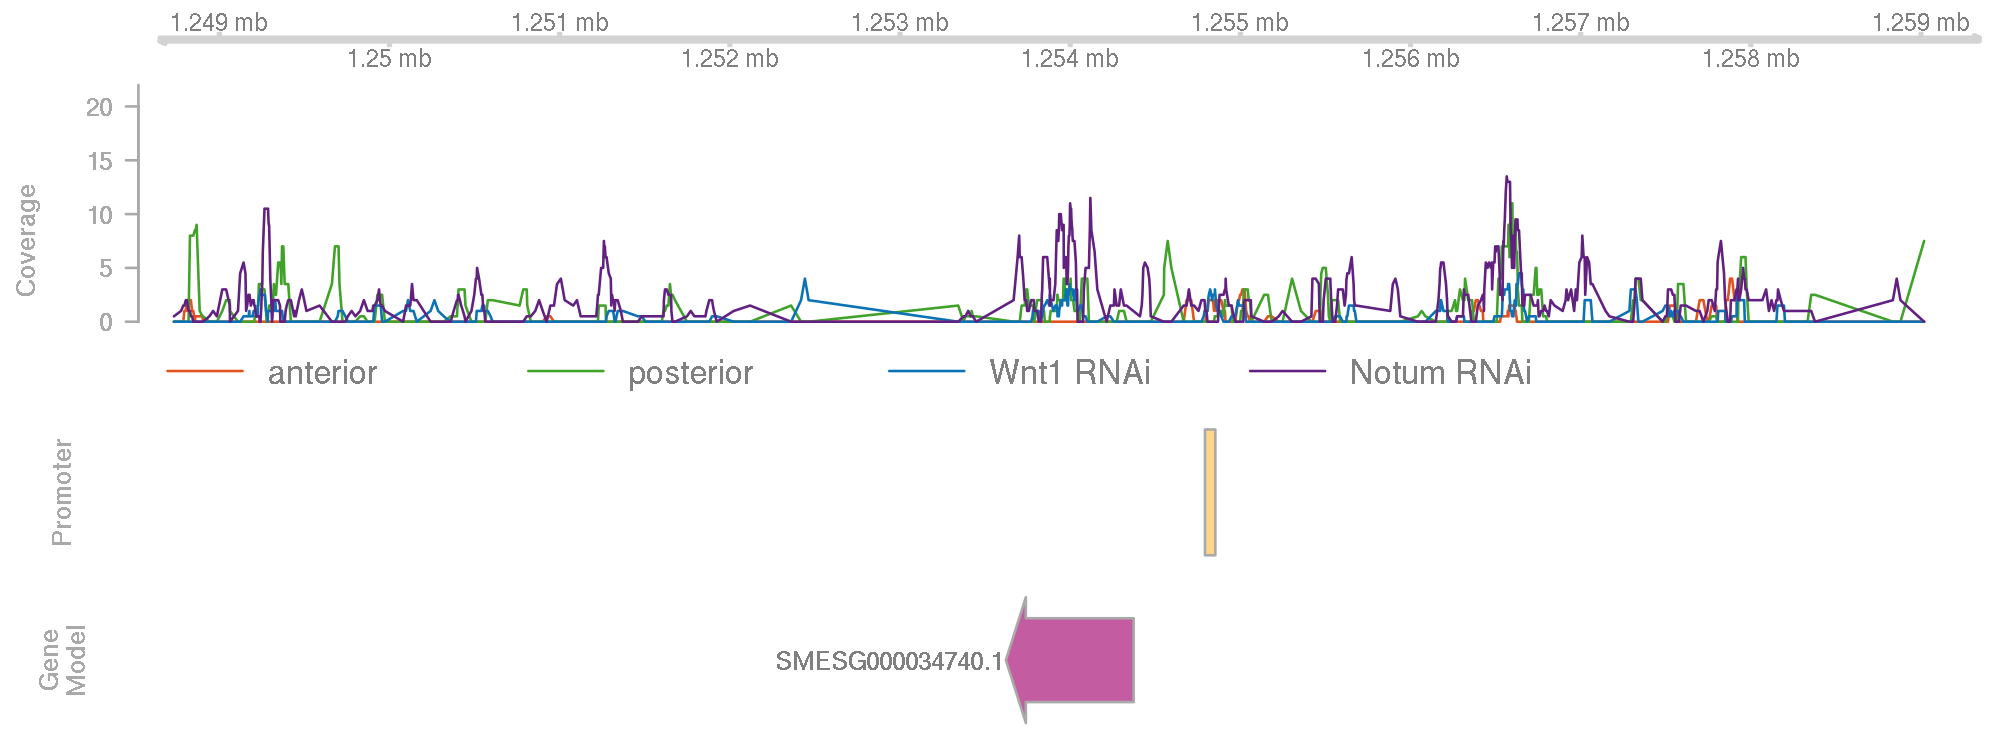 1.249 mb 1.251 mb 1.253 mb 1.255 mb 1.257 mb 1.259 mb
1.25 mb 1.252 mb 1.254 mb 1.256 mb 1.258 mb
Coverage
20
15
10
5
0
anterior posterior Wnt1 RNAi Notum RNAi
Promoter
Gene
Model
SMESG000034740.1